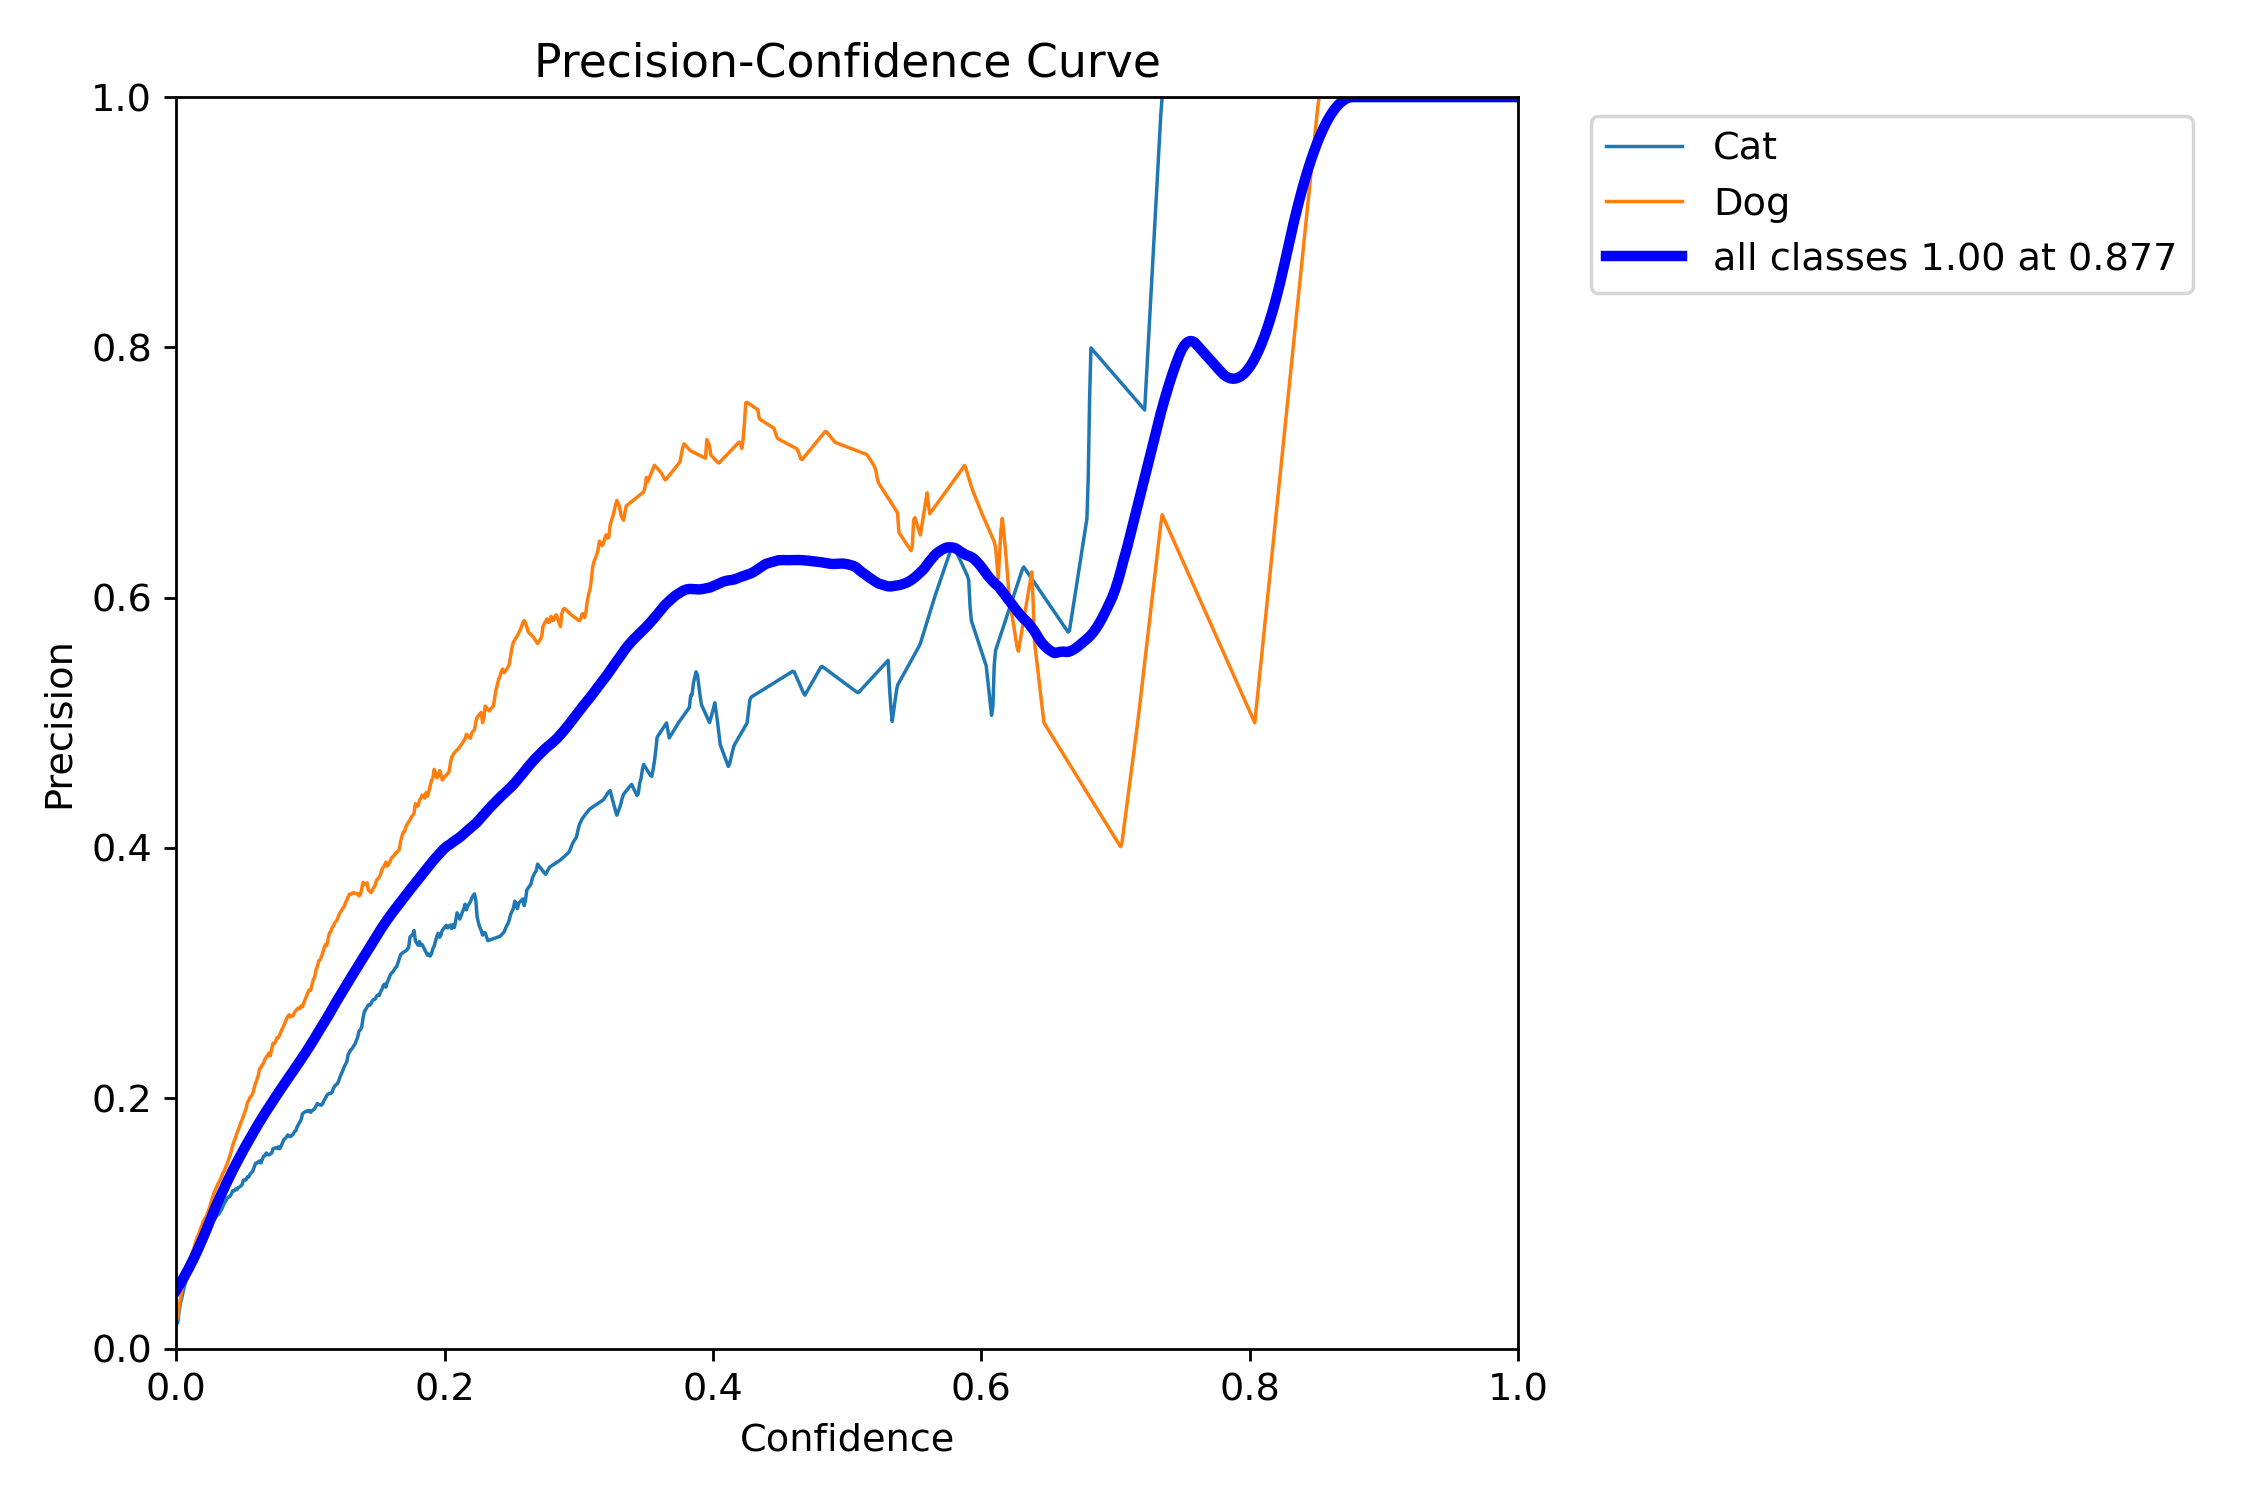 Precision-Confidence Curve
1.0
0.8
0.6
0.4
0.2
0.0
Precision
0.0 0.2 0.4 0.6 0.8 1.0
Confidence
Cat
Dog
all classes 1.00 at 0.877